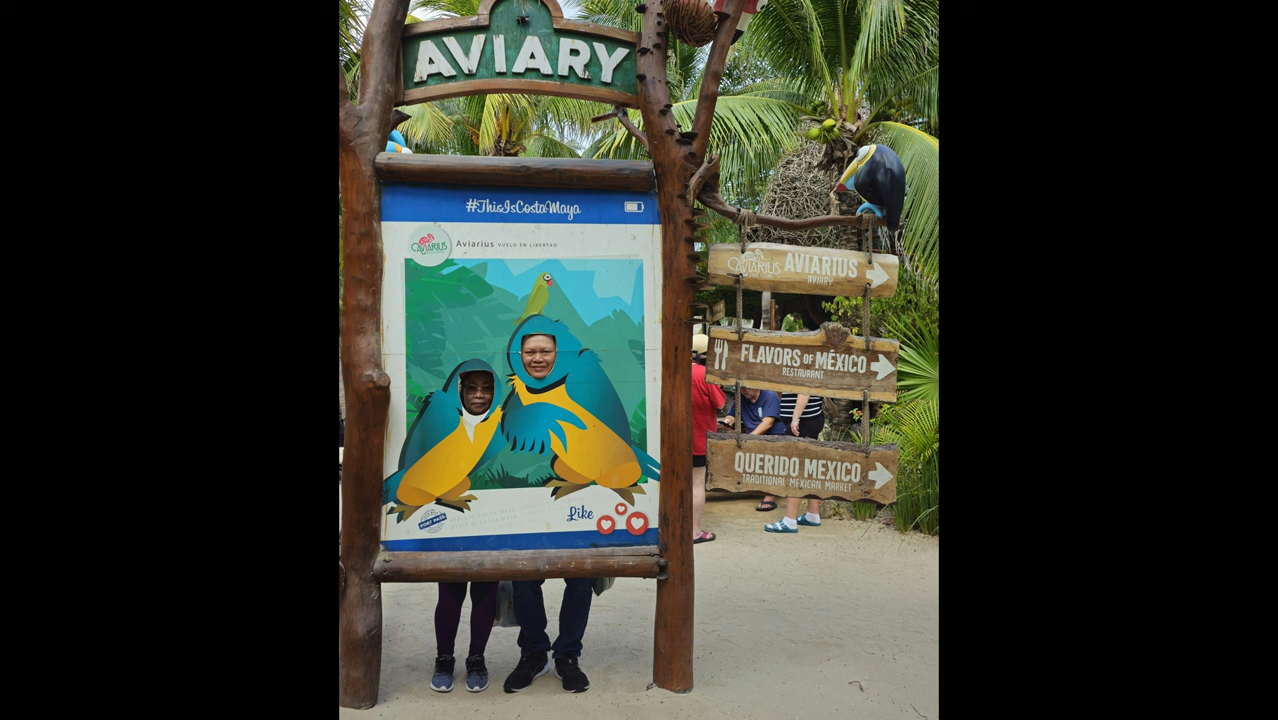 AVIARY
#ThisIsCostaMaya
AVIARIUS
Aviarius VUELO EN LIBERTAD
PORT PASS
Like
AVIARIUS AVIARIUS
AVIARY
FLAVORS OF MÉXICO
RESTAURANT
QUERIDO MEXICO
TRADITIONAL MEXICAN MARKET